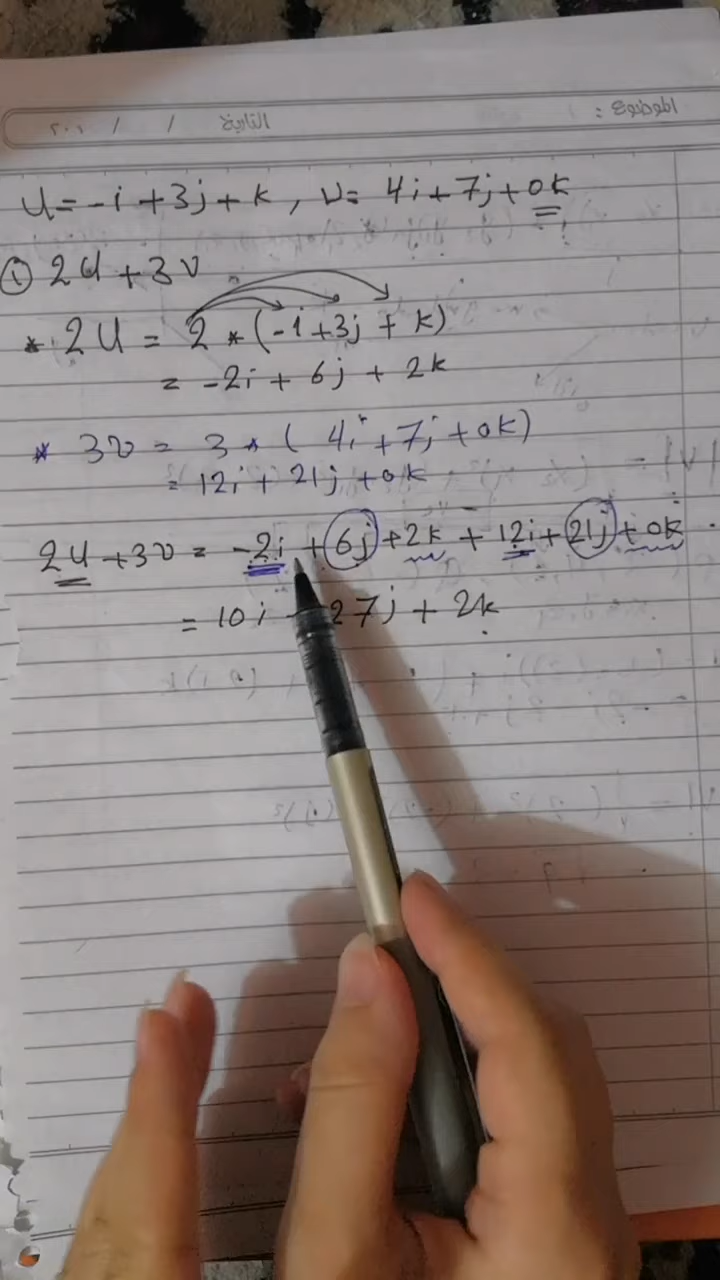 الموضوع :
التاريخ / / ٢٠٢
u = -i + 3j + k , v = 4i + 7j + 0k
① 2u + 3v
* 2u = 2 * (-i + 3j + k)
= -2i + 6j + 2k
* 3v = 3 * ( 4i + 7j + 0k)
= 12i + 21j + 0k
2u + 3v = -2i + 6j + 2k + 12i + 21j + 0k
= 10i 27j + 2k